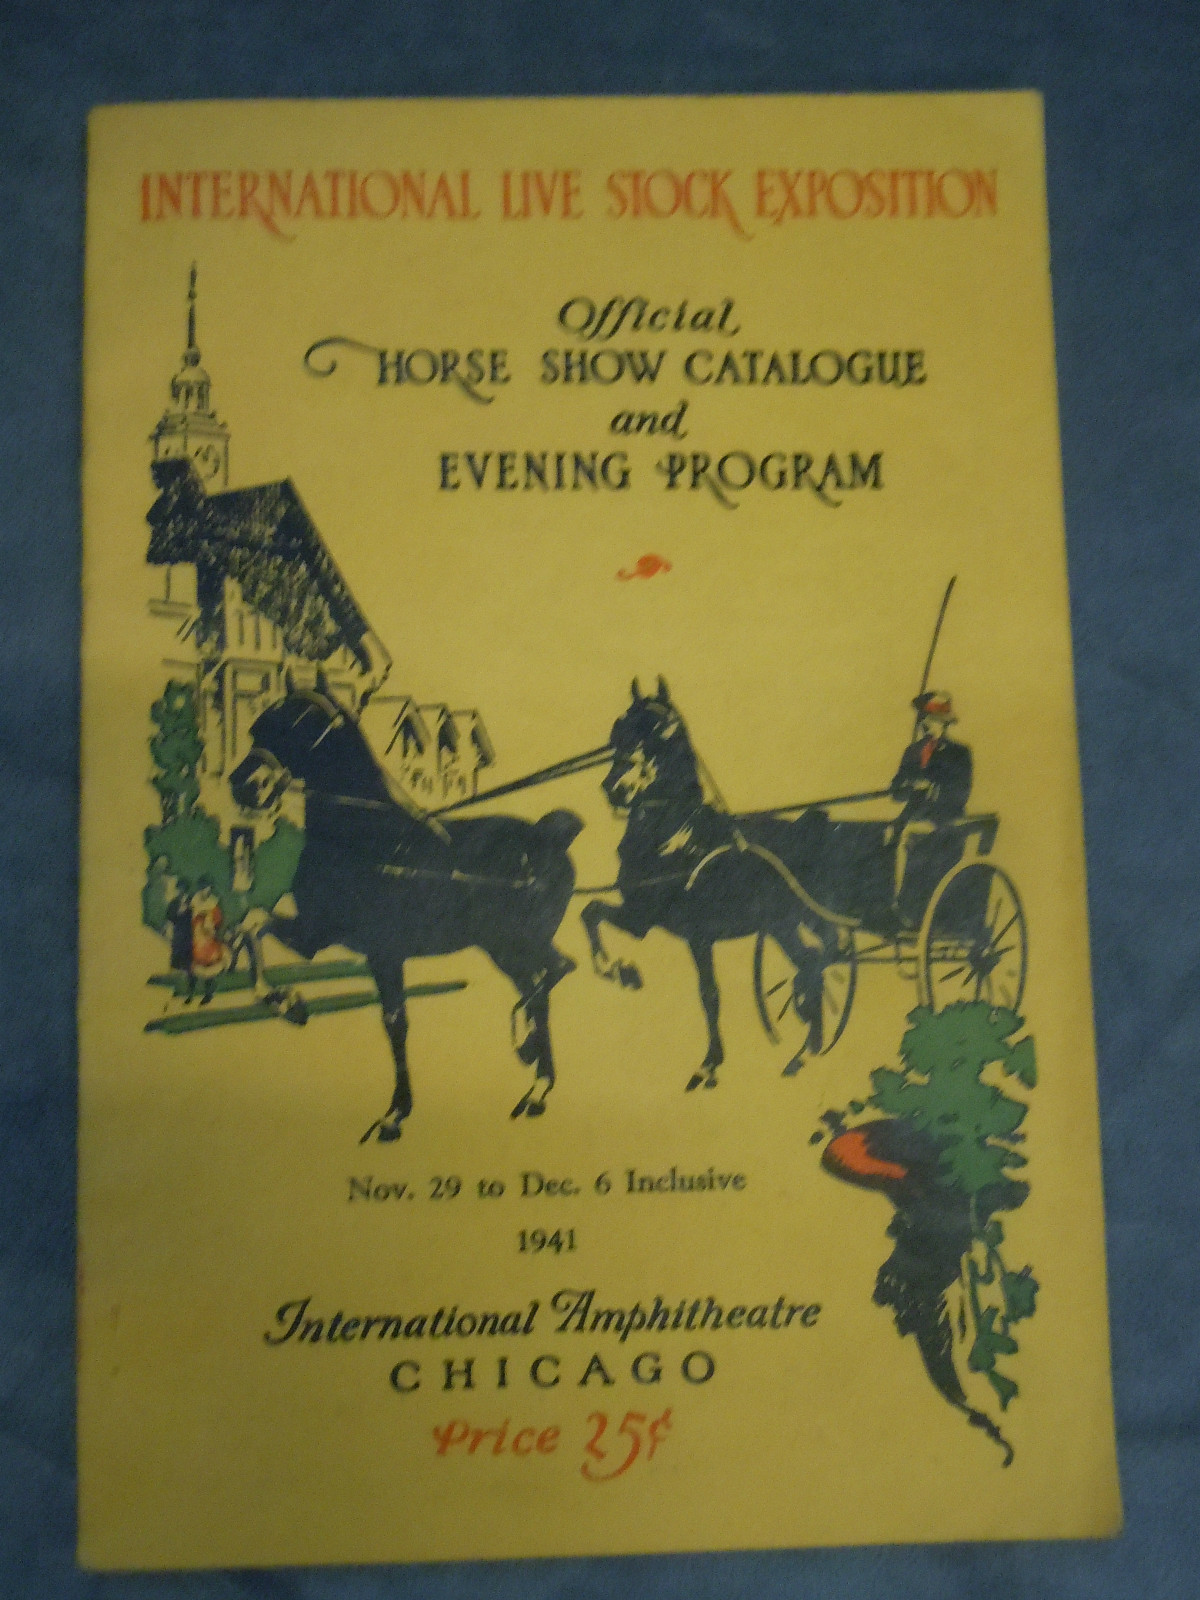 INTERNATIONAL LIVE STOCK EXPOSITION
Official
HORSE SHOW CATALOGUE
and
EVENING PROGRAM
Nov. 29 to Dec. 6 Inclusive
1941
International Amphitheatre
CHICAGO
Price 25¢